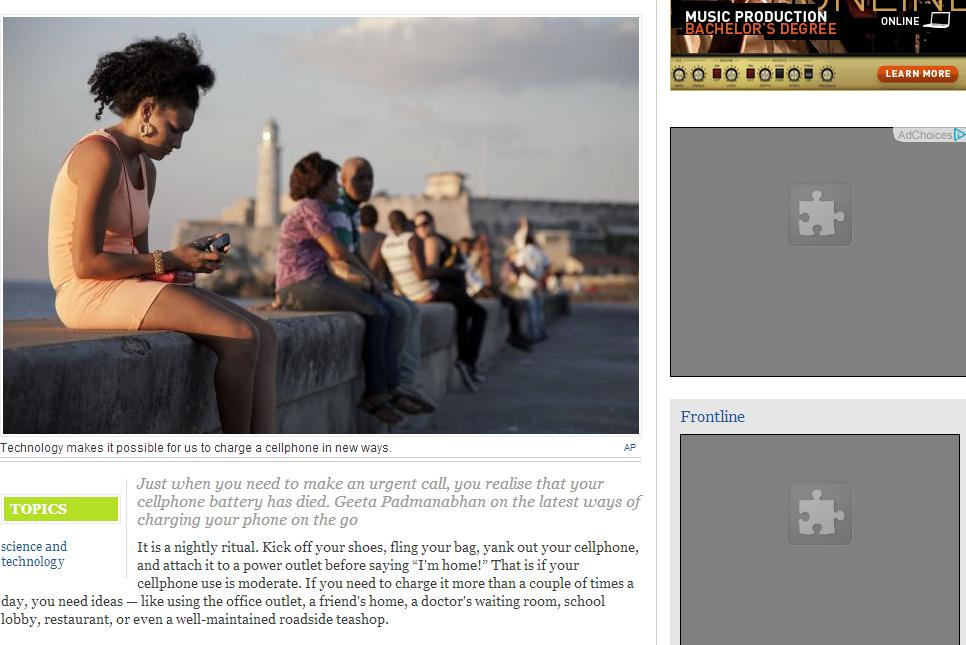 MUSIC PRODUCTION
BACHELOR'S DEGREE
ONLINE
LEARN MORE
AdChoices
Frontline
Technology makes it possible for us to charge a cellphone in new ways.
AP
TOPICS
science and
technology
Just when you need to make an urgent call, you realise that your
cellphone battery has died. Geeta Padmanabhan on the latest ways of
charging your phone on the go
It is a nightly ritual. Kick off your shoes, fling your bag, yank out your cellphone,
and attach it to a power outlet before saying “I'm home!” That is if your
cellphone use is moderate. If you need to charge it more than a couple of times a
day, you need ideas — like using the office outlet, a friend's home, a doctor's waiting room, school
lobby, restaurant, or even a well-maintained roadside teashop.